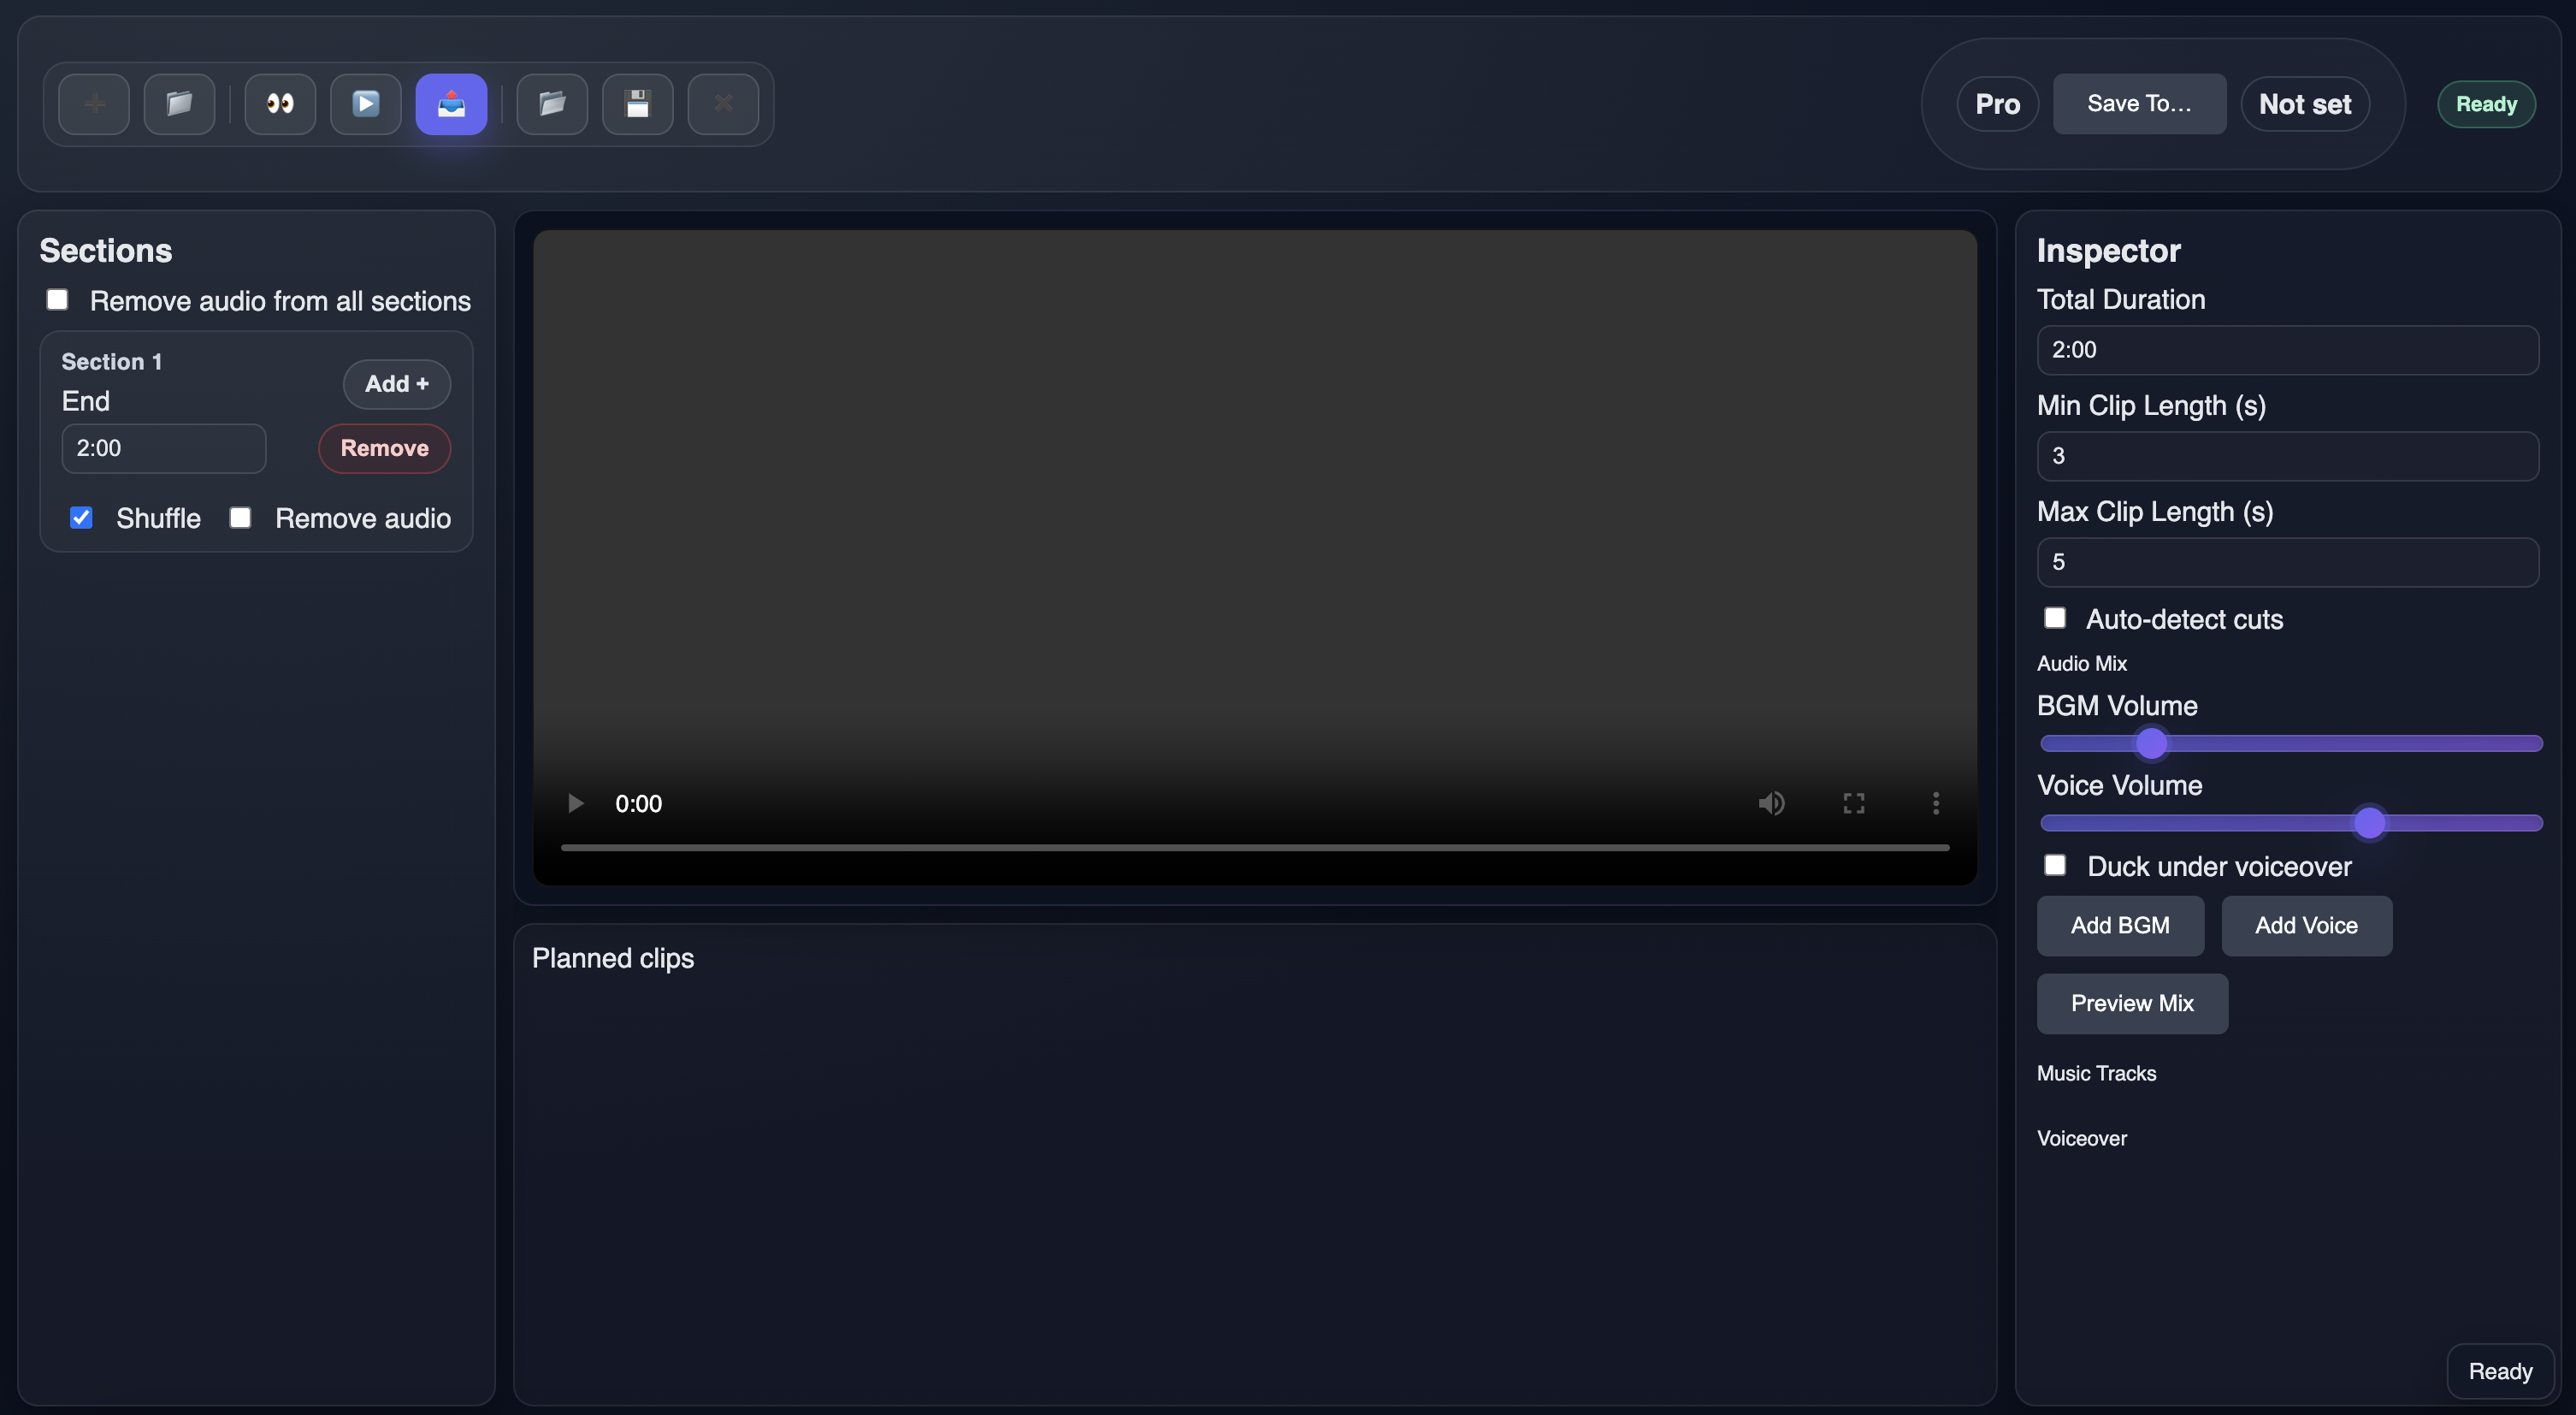 Pro
Save To...
Not set
Ready
Sections
Remove audio from all sections
Section 1
Add +
End
2:00
Remove
Shuffle
Remove audio
0:00
Planned clips
Inspector
Total Duration
2:00
Min Clip Length (s)
3
Max Clip Length (s)
5
Auto-detect cuts
Audio Mix
BGM Volume
Voice Volume
Duck under voiceover
Add BGM
Add Voice
Preview Mix
Music Tracks
Voiceover
Ready